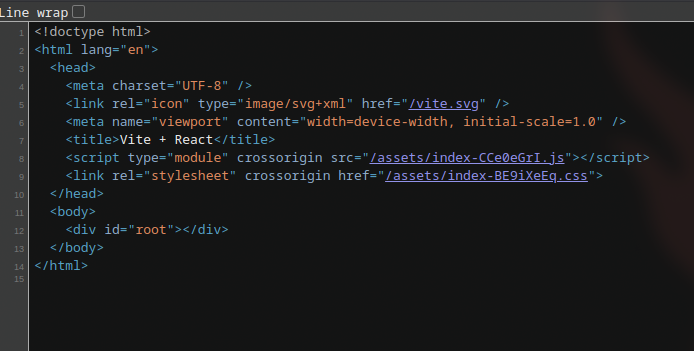 Line wrap
1 <!doctype html>
2 <html lang="en">
3   <head>
4     <meta charset="UTF-8" />
5     <link rel="icon" type="image/svg+xml" href="/vite.svg" />
6     <meta name="viewport" content="width=device-width, initial-scale=1.0" />
7     <title>Vite + React</title>
8     <script type="module" crossorigin src="/assets/index-CCe0eGrI.js"></script>
9     <link rel="stylesheet" crossorigin href="/assets/index-BE9iXeEq.css">
10   </head>
11   <body>
12     <div id="root"></div>
13   </body>
14 </html>
15